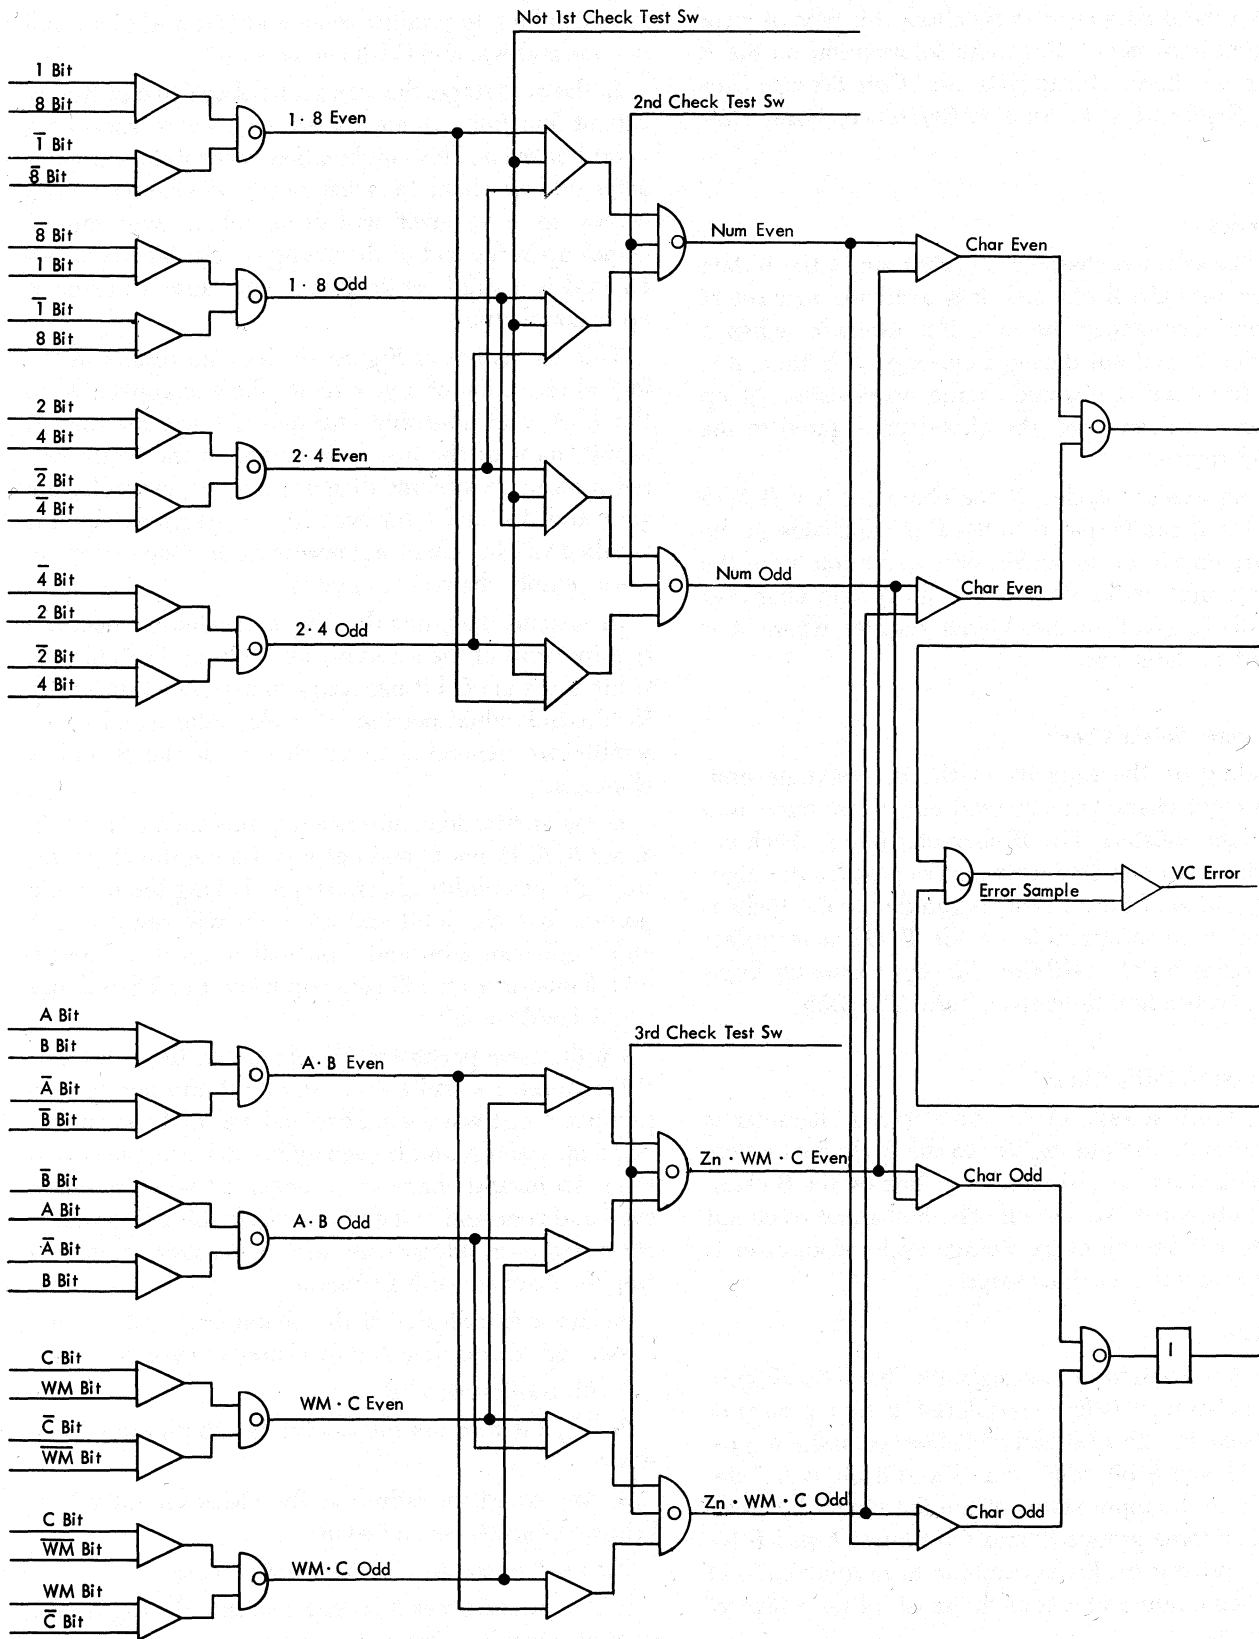 Not 1st Check Test Sw
1 Bit
8 Bit
1̅ Bit
8̅ Bit
1 · 8 Even
2nd Check Test Sw
8̅ Bit
1 Bit
1̅ Bit
8 Bit
1 · 8 Odd
Num Even
Char Even
2 Bit
4 Bit
2̅ Bit
4̅ Bit
2 · 4 Even
4̅ Bit
2 Bit
2̅ Bit
4 Bit
2 · 4 Odd
Num Odd
Char Even
Error Sample
VC Error
A Bit
B Bit
A̅ Bit
B̅ Bit
A · B Even
3rd Check Test Sw
B̅ Bit
A Bit
A̅ Bit
B Bit
A · B Odd
Zn · WM · C Even
Char Odd
C Bit
WM Bit
C̅ Bit
W̅M̅ Bit
WM · C Even
I
C Bit
W̅M̅ Bit
WM Bit
C̅ Bit
WM · C Odd
Zn · WM · C Odd
Char Odd